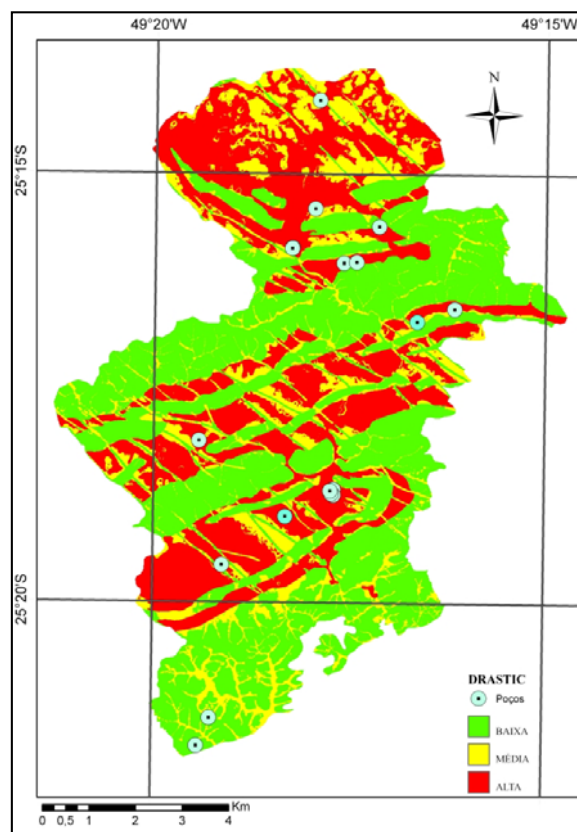 49°20'W 49°15'W
N
25°15'S
25°20'S
DRASTIC
Poços
BAIXA
MÉDIA
ALTA
Km
0 0,5 1 2 3 4